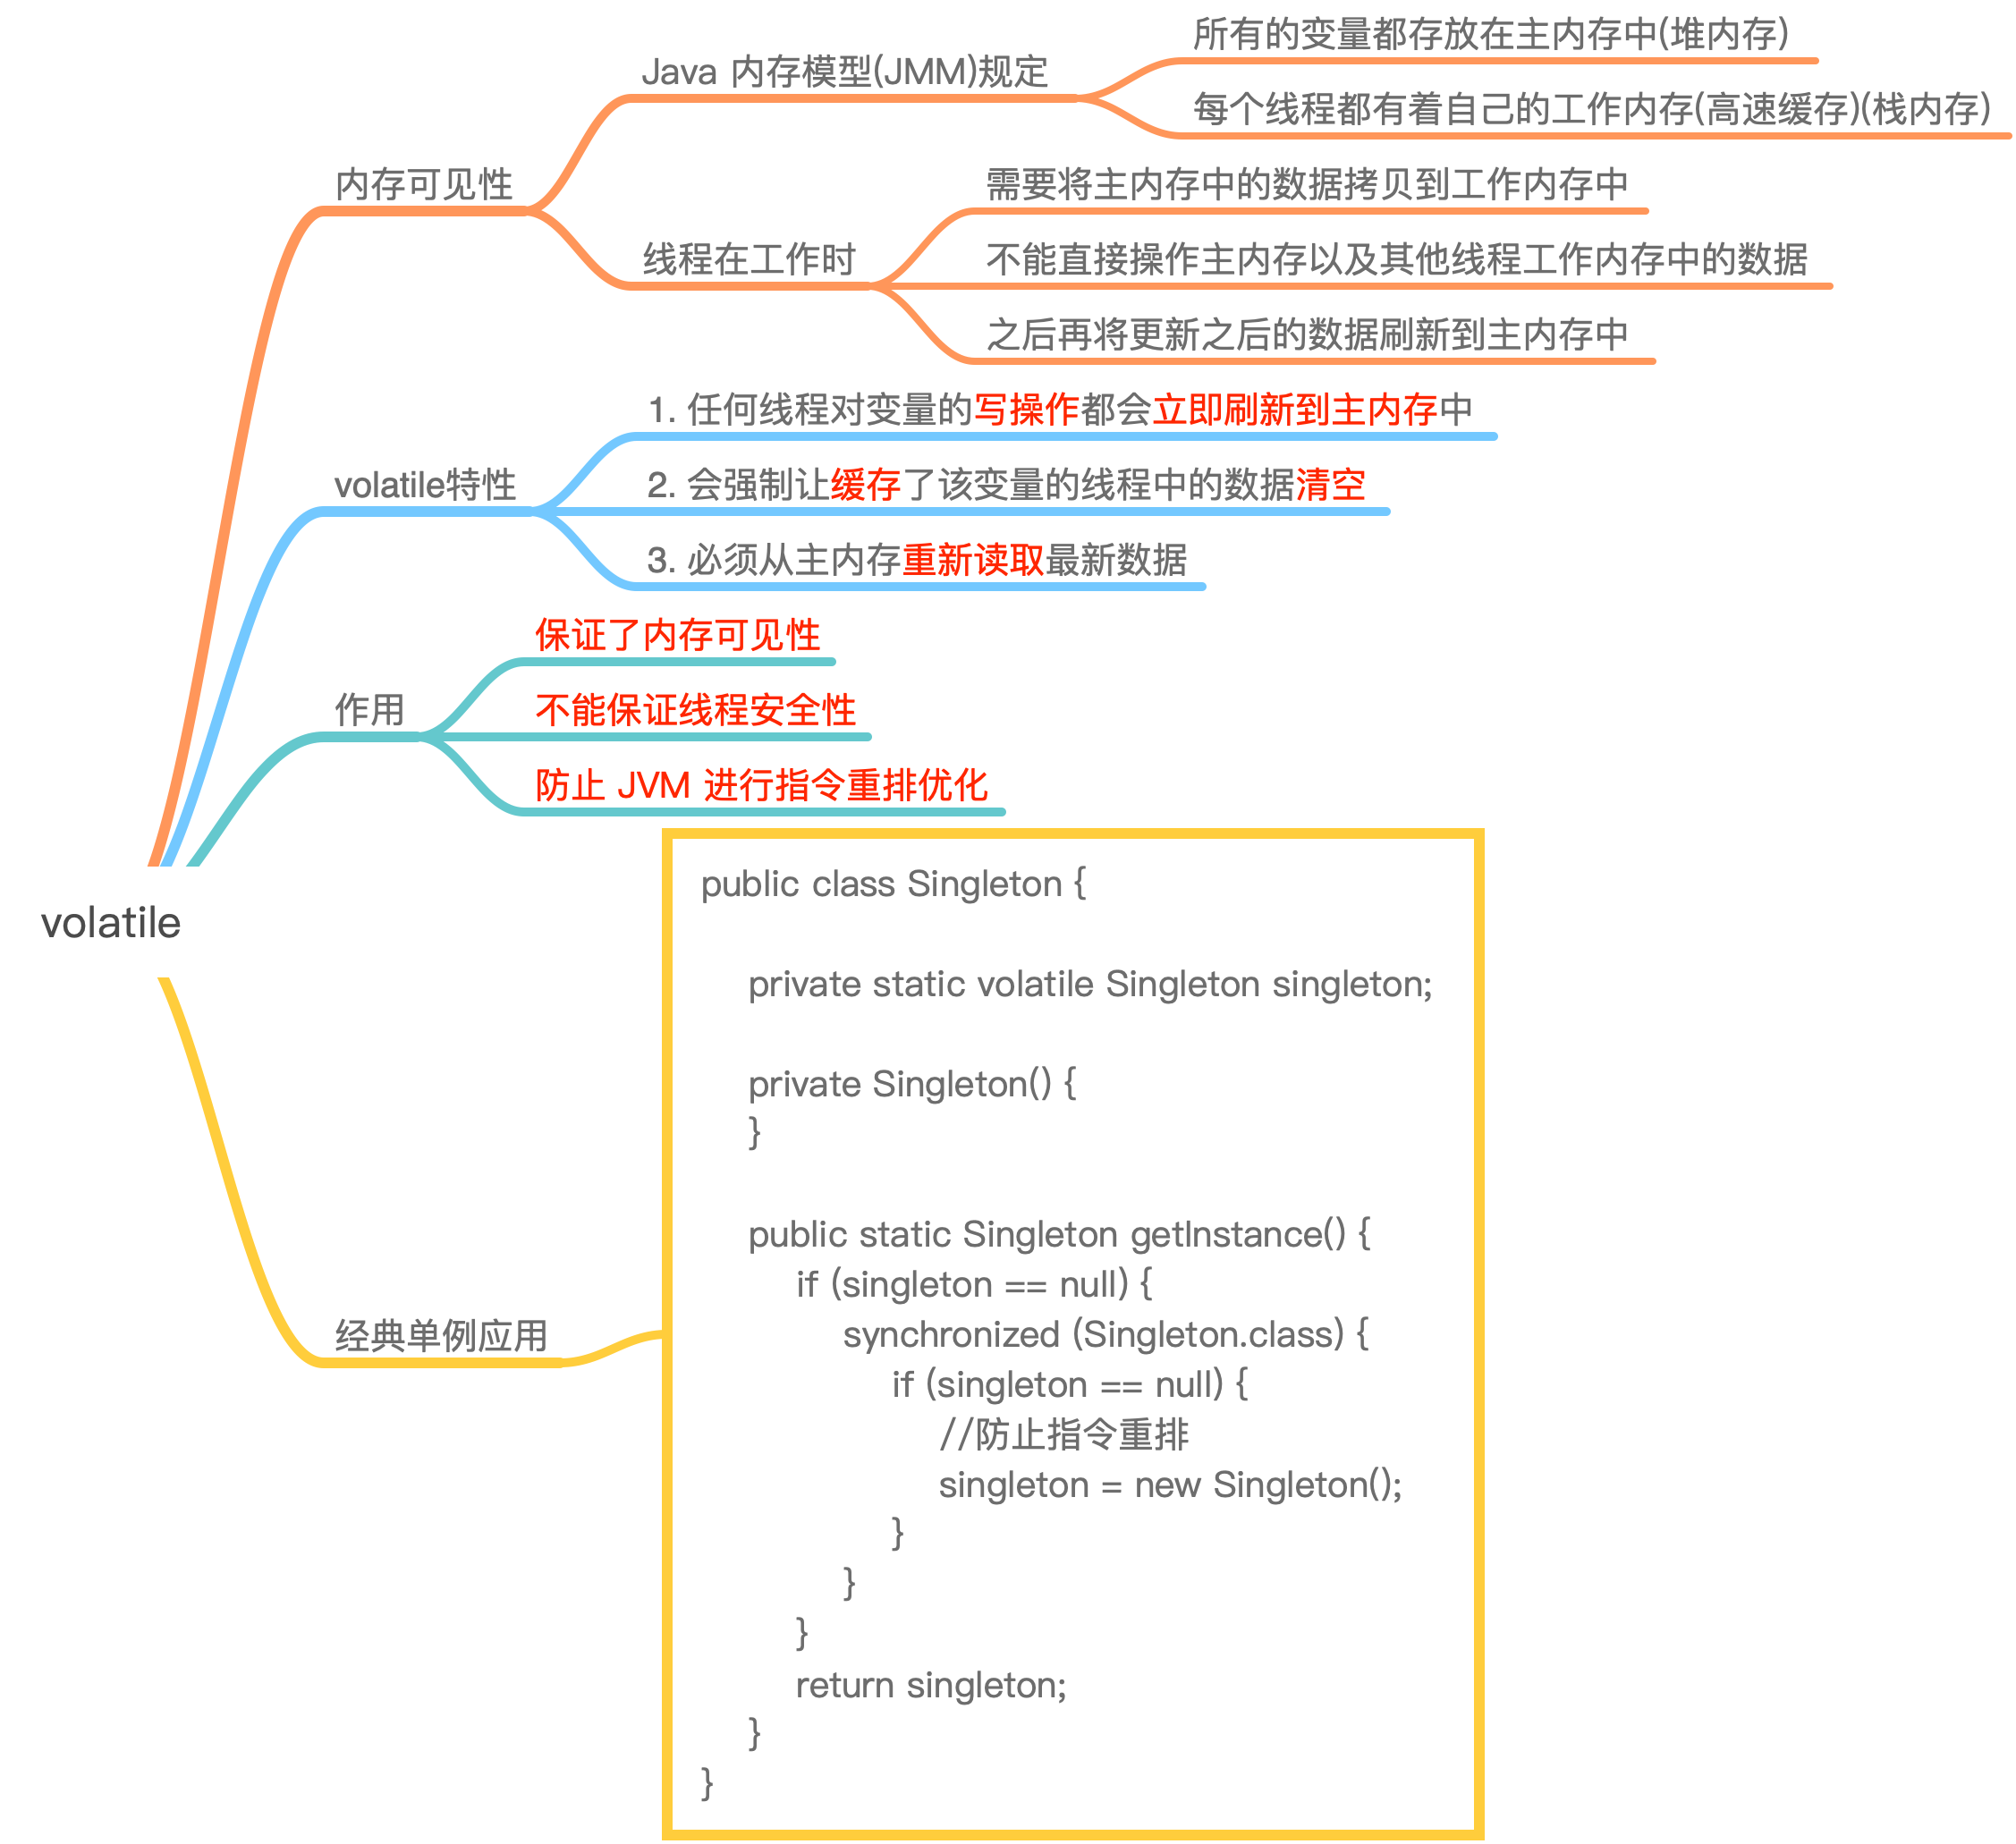 所有的变量都存放在主内存中(堆内存)
Java 内存模型(JMM)规定
每个线程都有着自己的工作内存(高速缓存)(栈内存)
内存可见性
需要将主内存中的数据拷贝到工作内存中
线程在工作时
不能直接操作主内存以及其他线程工作内存中的数据
之后再将更新之后的数据刷新到主内存中
1. 任何线程对变量的写操作都会立即刷新到主内存中
volatile特性
2. 会强制让缓存了该变量的线程中的数据清空
3. 必须从主内存重新读取最新数据
保证了内存可见性
作用
不能保证线程安全性
防止 JVM 进行指令重排优化
volatile
经典单例应用
public class Singleton {
private static volatile Singleton singleton;
private Singleton() {
}
public static Singleton getInstance() {
if (singleton == null) {
synchronized (Singleton.class) {
if (singleton == null) {
//防止指令重排
singleton = new Singleton();
}
}
}
return singleton;
}
}